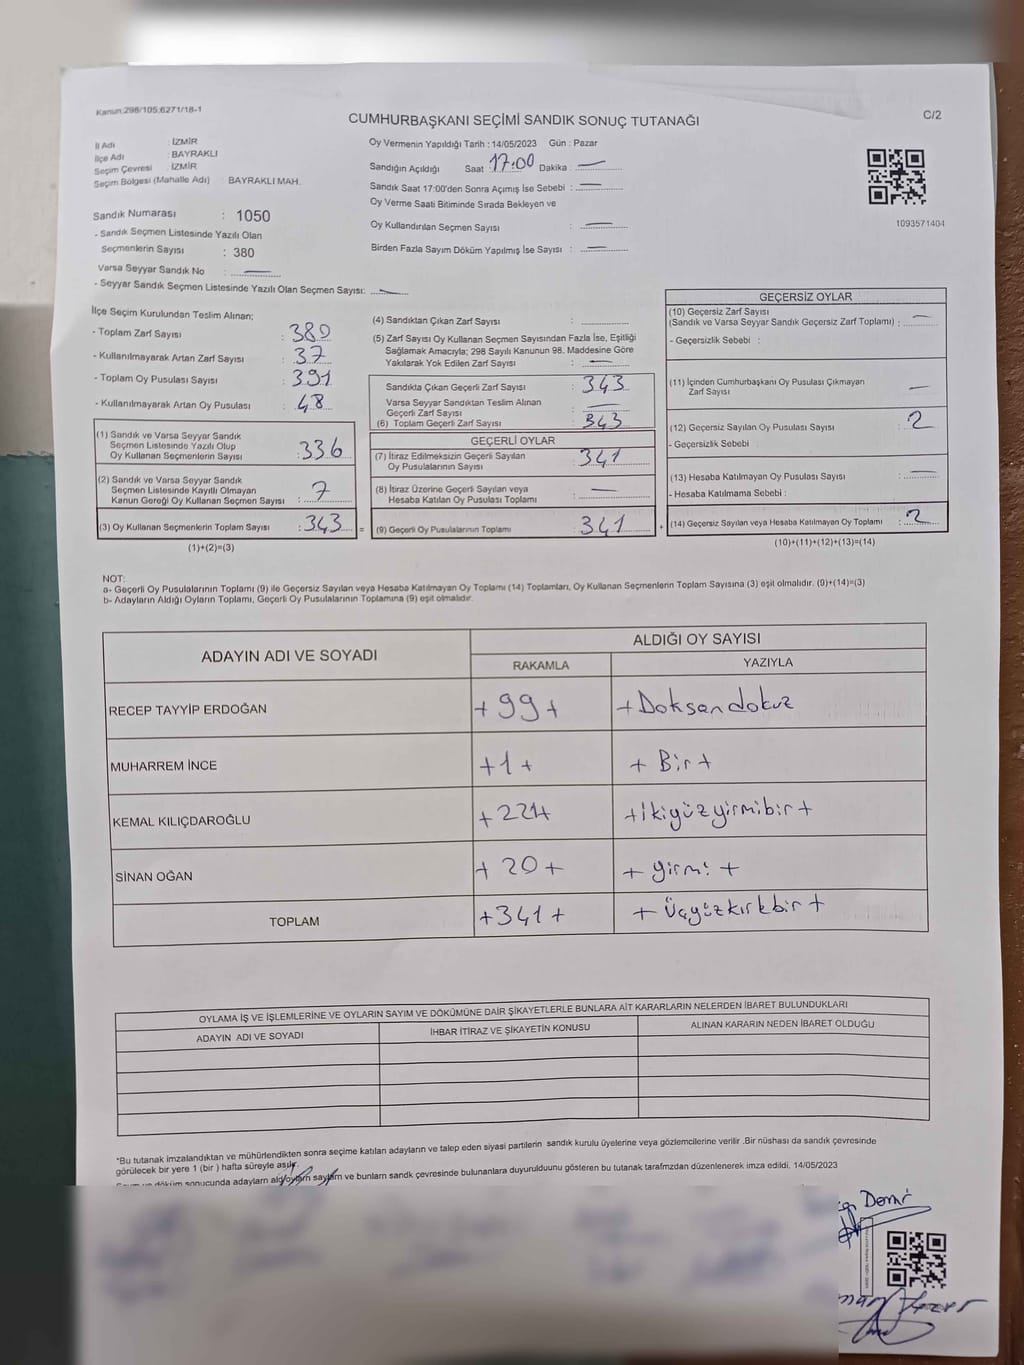 Kanun:298/105;6271/18-1
C/2
CUMHURBAŞKANI SEÇİMİ SANDIK SONUÇ TUTANAĞI
İl Adı : İZMİR
İlçe Adı : BAYRAKLI
Seçim Çevresi : İZMİR
Seçim Bölgesi (Mahalle Adı) : BAYRAKLI MAH.
Sandık Numarası : 1050
- Sandık Seçmen Listesinde Yazılı Olan
Seçmenlerin Sayısı : 380
Varsa Seyyar Sandık No : —
- Seyyar Sandık Seçmen Listesinde Yazılı Olan Seçmen Sayısı: —
Oy Vermenin Yapıldığı Tarih : 14/05/2023 Gün : Pazar
Sandığın Açıldığı Saat 17:00 Dakika : —
Sandık Saat 17:00'den Sonra Açımış İse Sebebi : —
Oy Verme Saati Bitiminde Sırada Bekleyen ve
Oy Kullandırılan Seçmen Sayısı : —
Birden Fazla Sayım Döküm Yapılmış İse Sayısı : —
1093571404
İlçe Seçim Kurulundan Teslim Alınan;
- Toplam Zarf Sayısı : 380
- Kullanılmayarak Artan Zarf Sayısı : 37
- Toplam Oy Pusulası Sayısı : 391
- Kullanılmayarak Artan Oy Pusulası : 48
(1) Sandık ve Varsa Seyyar Sandık
Seçmen Listesinde Yazılı Olup
Oy Kullanan Seçmenlerin Sayısı : 336
(2) Sandık ve Varsa Seyyar Sandık
Seçmen Listesinde Kayıtlı Olmayan
Kanun Gereği Oy Kullanan Seçmen Sayısı : 7
(3) Oy Kullanan Seçmenlerin Toplam Sayısı : 343 =
(1)+(2)=(3)
(4) Sandıktan Çıkan Zarf Sayısı :
(5) Zarf Sayısı Oy Kullanan Seçmen Sayısından Fazla İse, Eşitliği
Sağlamak Amacıyla; 298 Sayılı Kanunun 98. Maddesine Göre
Yakılarak Yok Edilen Zarf Sayısı : —
Sandıkta Çıkan Geçerli Zarf Sayısı : 343
Varsa Seyyar Sandıktan Teslim Alınan
Geçerli Zarf Sayısı : —
(6) Toplam Geçerli Zarf Sayısı : 343
GEÇERLİ OYLAR
(7) İtiraz Edilmeksizin Geçerli Sayılan
Oy Pusulalarının Sayısı : 341
(8) İtiraz Üzerine Geçerli Sayılan veya
Hesaba Katılan Oy Pusulası Toplamı : —
(9) Geçerli Oy Pusulalarının Toplamı : 341 +
GEÇERSİZ OYLAR
(10) Geçersiz Zarf Sayısı
(Sandık ve Varsa Seyyar Sandık Geçersiz Zarf Toplamı) : —
- Geçersizlik Sebebi :
(11) İçinden Cumhurbaşkanı Oy Pusulası Çıkmayan
Zarf Sayısı —
(12) Geçersiz Sayılan Oy Pusulası Sayısı : 2
- Geçersizlik Sebebi
(13) Hesaba Katılmayan Oy Pusulası Sayısı : —
- Hesaba Katılmama Sebebi :
(14) Geçersiz Sayılan veya Hesaba Katılmayan Oy Toplamı : 2
(10)+(11)+(12)+(13)=(14)
NOT:
a- Geçerli Oy Pusulalarının Toplamı (9) ile Geçersiz Sayılan veya Hesaba Katılmayan Oy Toplamı (14) Toplamları, Oy Kullanan Seçmenlerin Toplam Sayısına (3) eşit olmalıdır. (9)+(14)=(3)
b- Adayların Aldığı Oyların Toplamı, Geçerli Oy Pusulalarının Toplamına (9) eşit olmalıdır.
ADAYIN ADI VE SOYADI
ALDIĞI OY SAYISI
RAKAMLA YAZIYLA
RECEP TAYYİP ERDOĞAN +99+ +Doksandokuz
MUHARREM İNCE +1+ + Bir +
KEMAL KILIÇDAROĞLU +221+ +İkiyüzyirmibir+
SİNAN OĞAN + 20 + + yirmi +
TOPLAM +341+ + Üçyüzkırkbir+
OYLAMA İŞ VE İŞLEMLERİNE VE OYLARIN SAYIM VE DÖKÜMÜNE DAİR ŞİKAYETLERLE BUNLARA AİT KARARLARIN NELERDEN İBARET BULUNDUKLARI
ADAYIN ADI VE SOYADI İHBAR İTİRAZ VE ŞİKAYETİN KONUSU ALINAN KARARIN NEDEN İBARET OLDUĞU
*Bu tutanak imzalandıktan ve mühürlendikten sonra seçime katılan adayların ve talep eden siyasi partilerin sandık kurulu üyelerine veya gözlemcilerine verilir .Bir nüshası da sandık çevresinde
görülecek bir yere 1 (bir ) hafta süreyle asılır.
Sayım ve döküm sonucunda adayların aldığı oyların sayısını ve bunların sandk çevresinde bulunanlara duyurulduunu gösteren bu tutanak tarafmzdan düzenlenerek imza edildi. 14/05/2023
Demir